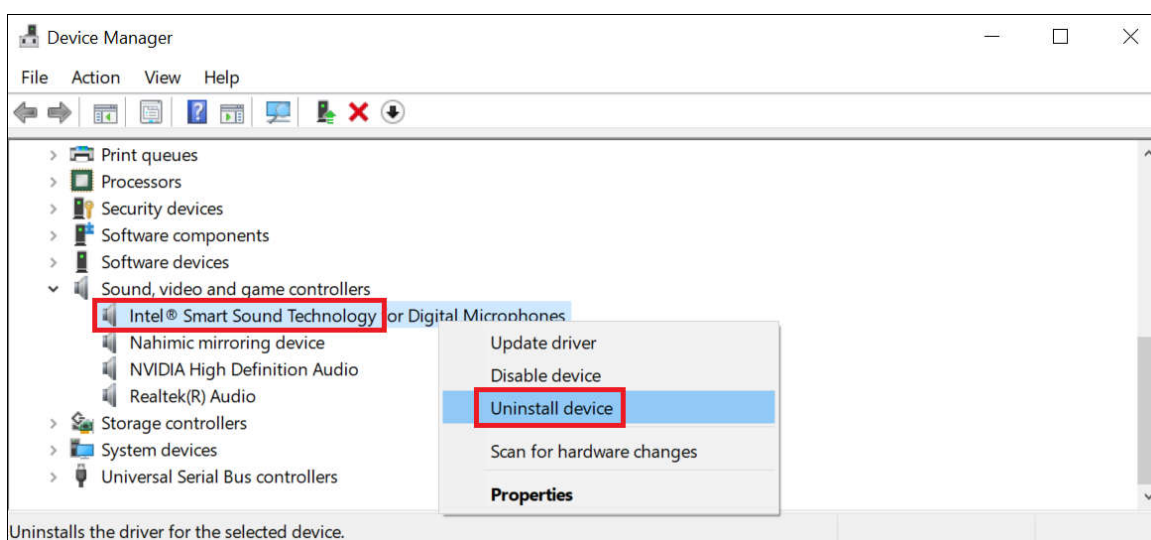 Device Manager
File Action View Help
Print queues
Processors
Security devices
Software components
Software devices
Sound, video and game controllers
Intel® Smart Sound Technology for Digital Microphones
Nahimic mirroring device
NVIDIA High Definition Audio
Realtek(R) Audio
Storage controllers
System devices
Universal Serial Bus controllers
Update driver
Disable device
Uninstall device
Scan for hardware changes
Properties
Uninstalls the driver for the selected device.